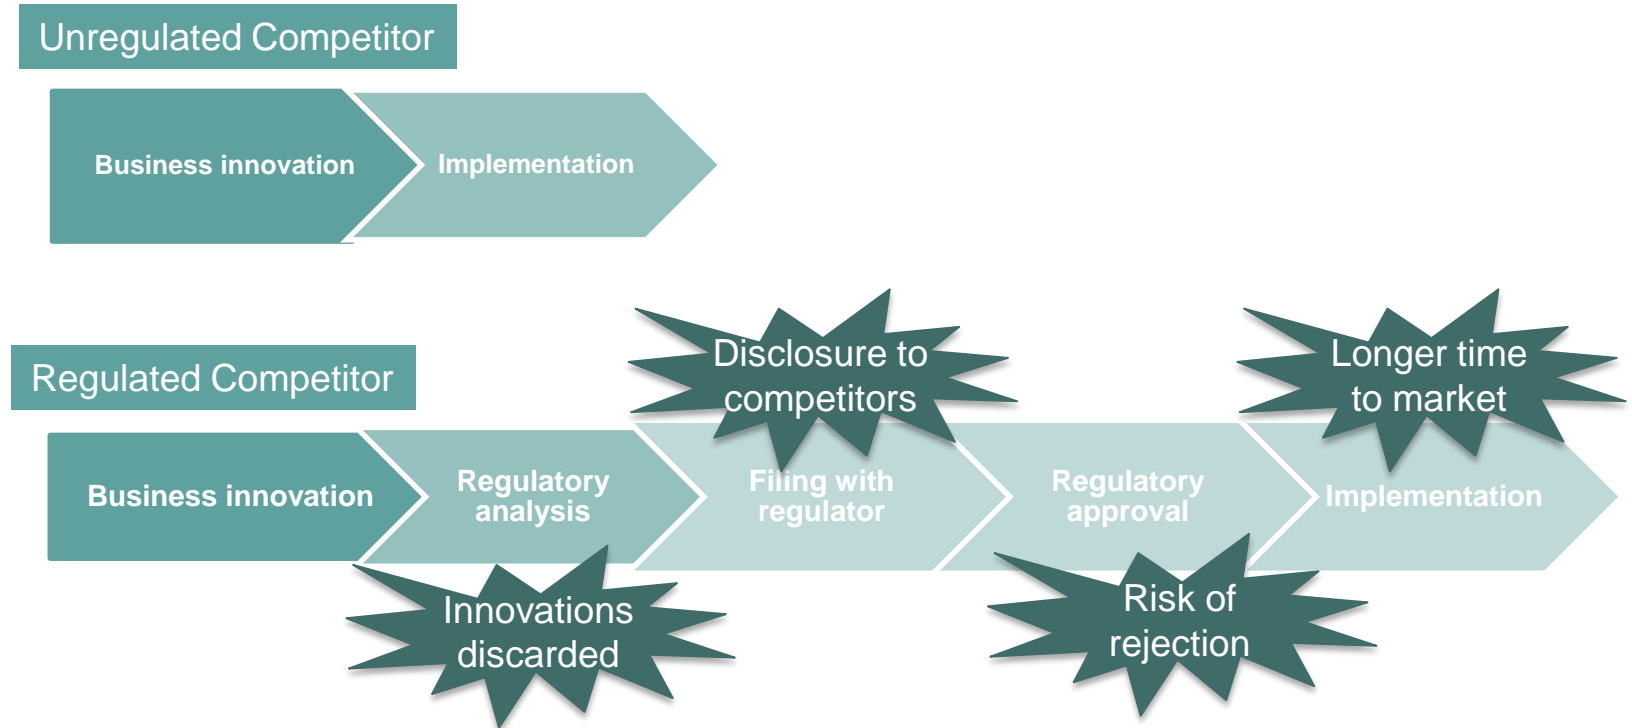 Unregulated Competitor
Business innovation
Implementation
Regulated Competitor
Disclosure to
competitors
Longer time
to market
Business innovation
Regulatory
analysis
Filing with
regulator
Regulatory
approval
Implementation
Innovations
discarded
Risk of
rejection